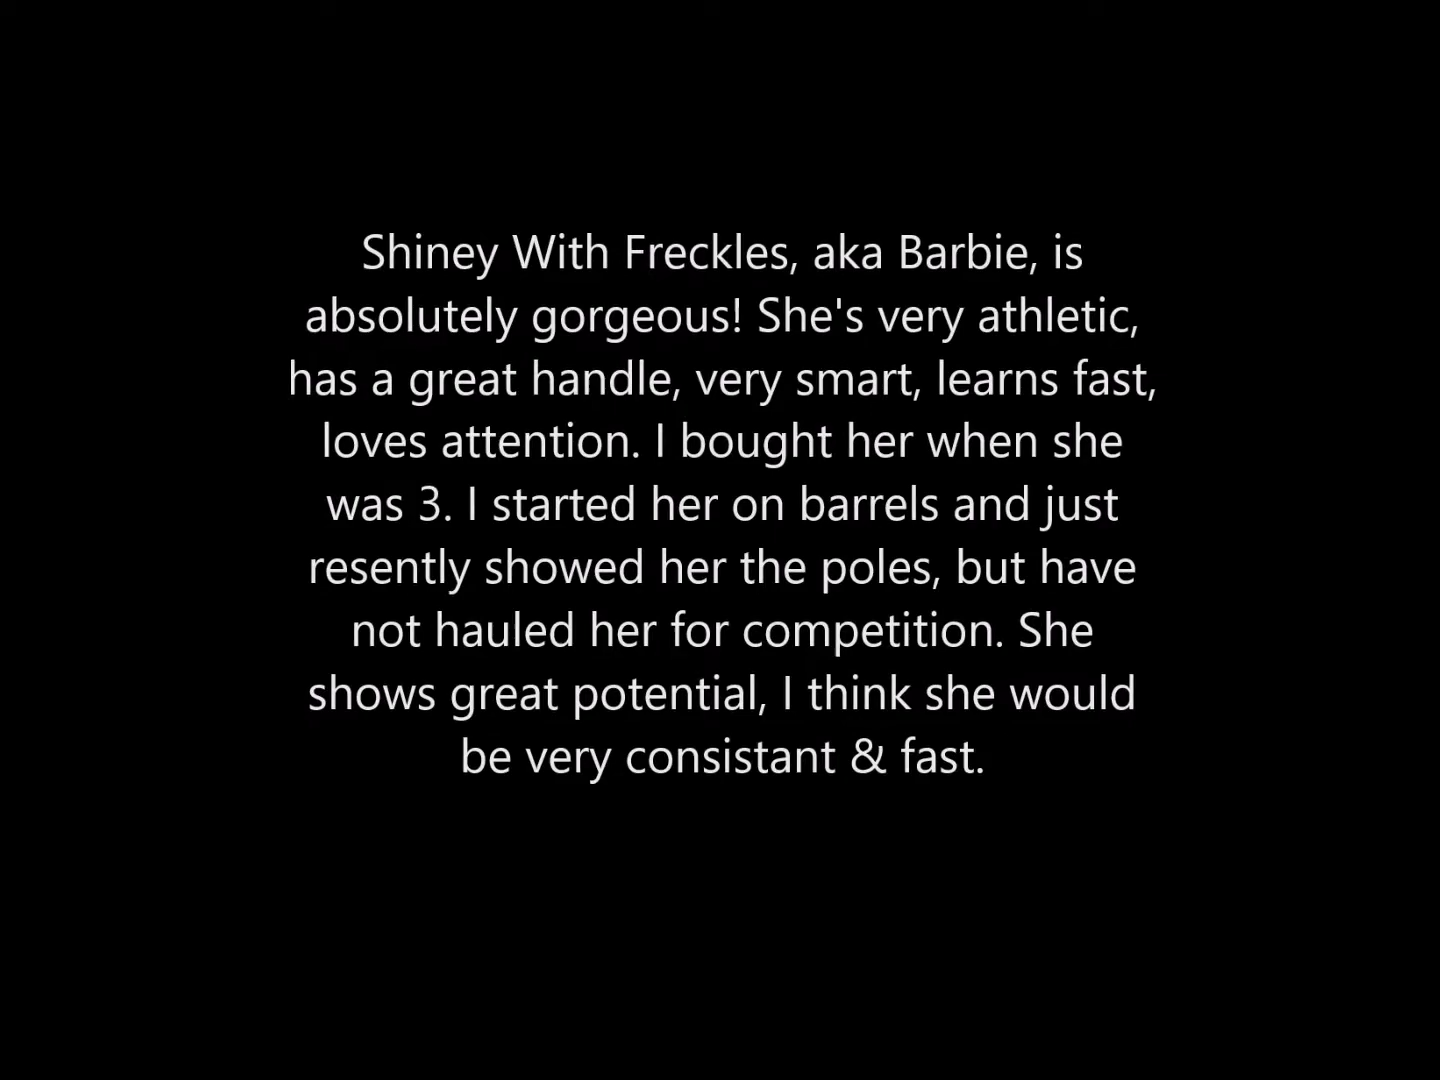 Shiney With Freckles, aka Barbie, is
absolutely gorgeous! She's very athletic,
has a great handle, very smart, learns fast,
loves attention. I bought her when she
was 3. I started her on barrels and just
resently showed her the poles, but have
not hauled her for competition. She
shows great potential, I think she would
be very consistant & fast.